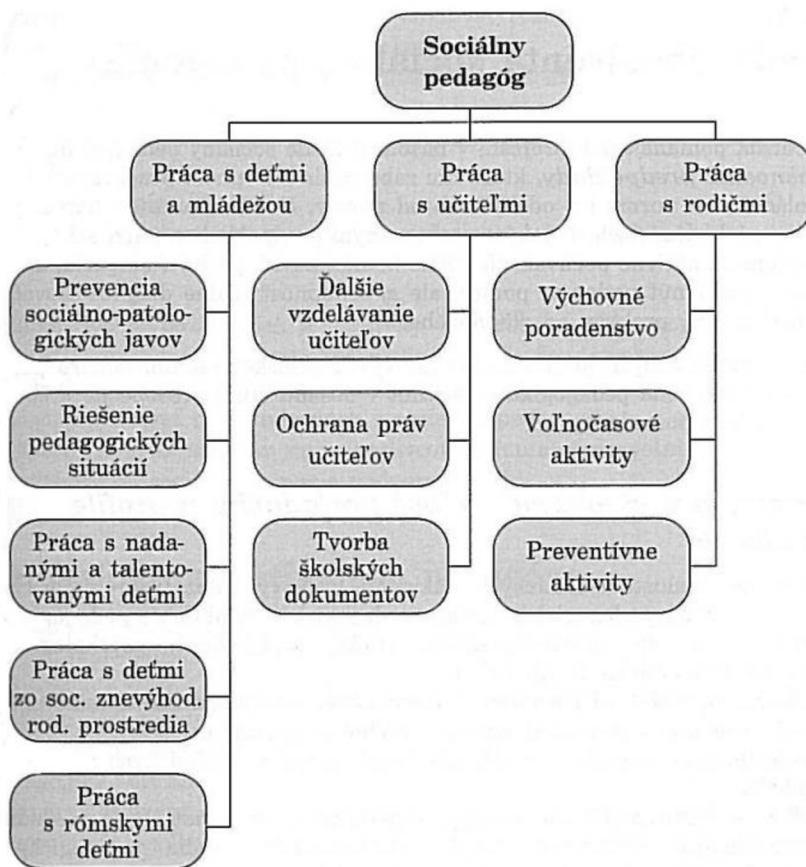 Sociálny
pedagóg
Práca s deťmi
a mládežou
Práca
s učiteľmi
Práca
s rodičmi
Prevencia
sociálno-patolo-
gických javov
Ďalšie
vzdelávanie
učiteľov
Výchovné
poradenstvo
Riešenie
pedagogických
situácií
Ochrana práv
učiteľov
Voľnočasové
aktivity
Práca s nada-
nými a talento-
vanými deťmi
Tvorba
školských
dokumentov
Preventívne
aktivity
Práca s deťmi
zo soc. znevýhod.
rod. prostredia
Práca
s rómskymi
deťmi